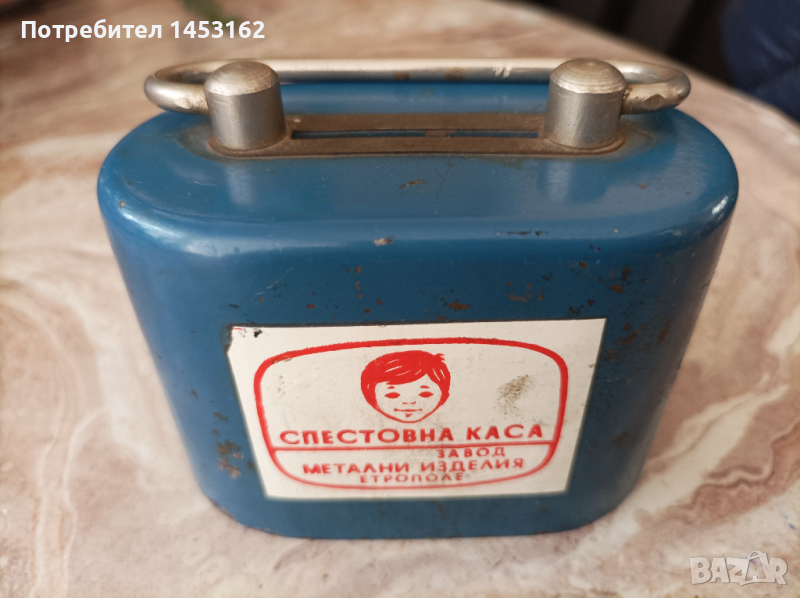 Потребител 1453162
СПЕСТОВНА КАСА
ЗАВОД
МЕТАЛНИ ИЗДЕЛИЯ
ЕТРОПОЛЕ
BAZAR